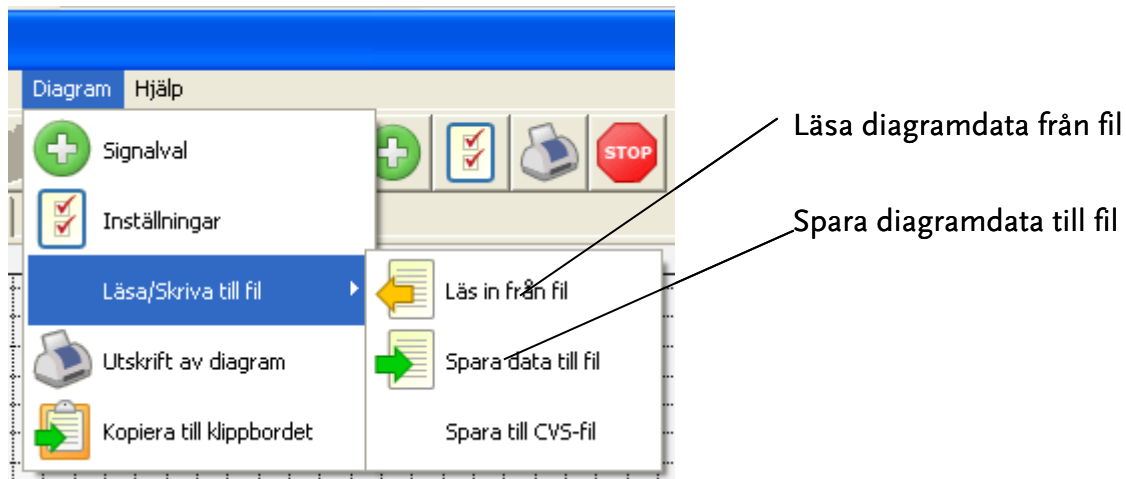 Diagram Hjälp
Signalval
STOP
Inställningar
Läsa/Skriva till fil
Läs in från fil
Utskrift av diagram
Spara data till fil
Kopiera till klippbordet
Spara till CVS-fil
Läsa diagramdata från fil
Spara diagramdata till fil